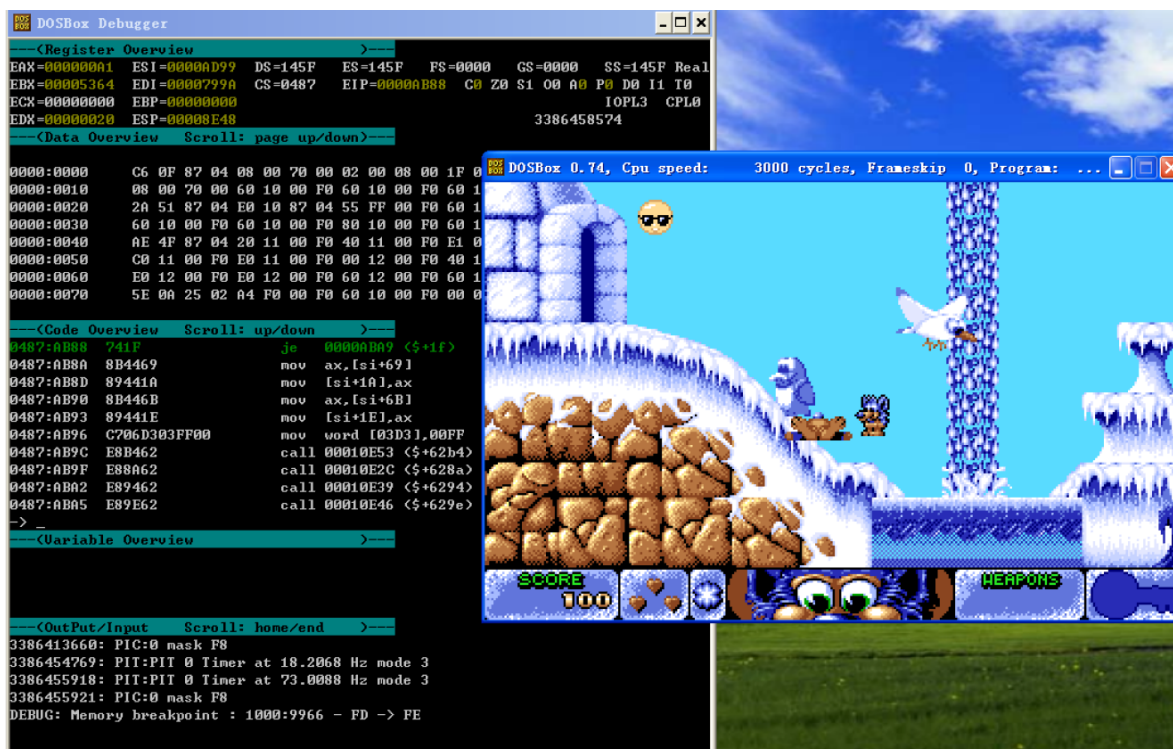 DOSBox Debugger
---(Register Overview                   )---
EAX=000000A1  ESI=0000AD99  DS=145F   ES=145F   FS=0000   GS=0000   SS=145F Real
EBX=00005364  EDI=0000799A  CS=0487   EIP=0000AB88  C0 Z0 S1 O0 A0 P0 D0 I1 T0
ECX=00000000  EBP=00000000                                     IOPL3  CPL0
EDX=00000020  ESP=00008E48                               3386458574
---(Data Overview   Scroll: page up/down)---
0000:0000     C6 0F 87 04 08 00 70 00 02 00 08 00 1F 0
0000:0010     08 00 70 00 60 10 00 F0 60 10 00 F0 60 1
0000:0020     2A 51 87 04 E0 10 87 04 55 FF 00 F0 60 1
0000:0030     60 10 00 F0 60 10 00 F0 80 10 00 F0 60 1
0000:0040     AE 4F 87 04 20 11 00 F0 40 11 00 F0 E1 0
0000:0050     C0 11 00 F0 E0 11 00 F0 00 12 00 F0 40 1
0000:0060     E0 12 00 F0 E0 12 00 F0 60 12 00 F0 60 1
0000:0070     5E 0A 25 02 A4 F0 00 F0 60 10 00 F0 00 0
---(Code Overview   Scroll: up/down     )---
0487:AB88  741F                je   0000ABA9 ($+1f)
0487:AB8A  8B4469              mov  ax,[si+69]
0487:AB8D  89441A              mov  [si+1A],ax
0487:AB90  8B446B              mov  ax,[si+6B]
0487:AB93  89441E              mov  [si+1E],ax
0487:AB96  C706D303FF00        mov  word [03D3],00FF
0487:AB9C  E8B462              call 00010E53 ($+62b4)
0487:AB9F  E88A62              call 00010E2C ($+628a)
0487:ABA2  E89462              call 00010E39 ($+6294)
0487:ABA5  E89E62              call 00010E46 ($+629e)
-> _
---(Variable Overview                   )---
---(OutPut/Input    Scroll: home/end    )---
3386413660: PIC:0 mask F8
3386454769: PIT:PIT 0 Timer at 18.2068 Hz mode 3
3386455918: PIT:PIT 0 Timer at 73.0088 Hz mode 3
3386455921: PIC:0 mask F8
DEBUG: Memory breakpoint : 1000:9966 - FD -> FE
DOSBox 0.74, Cpu speed:     3000 cycles, Frameskip  0, Program:   ...
SCORE
100
WEAPONS